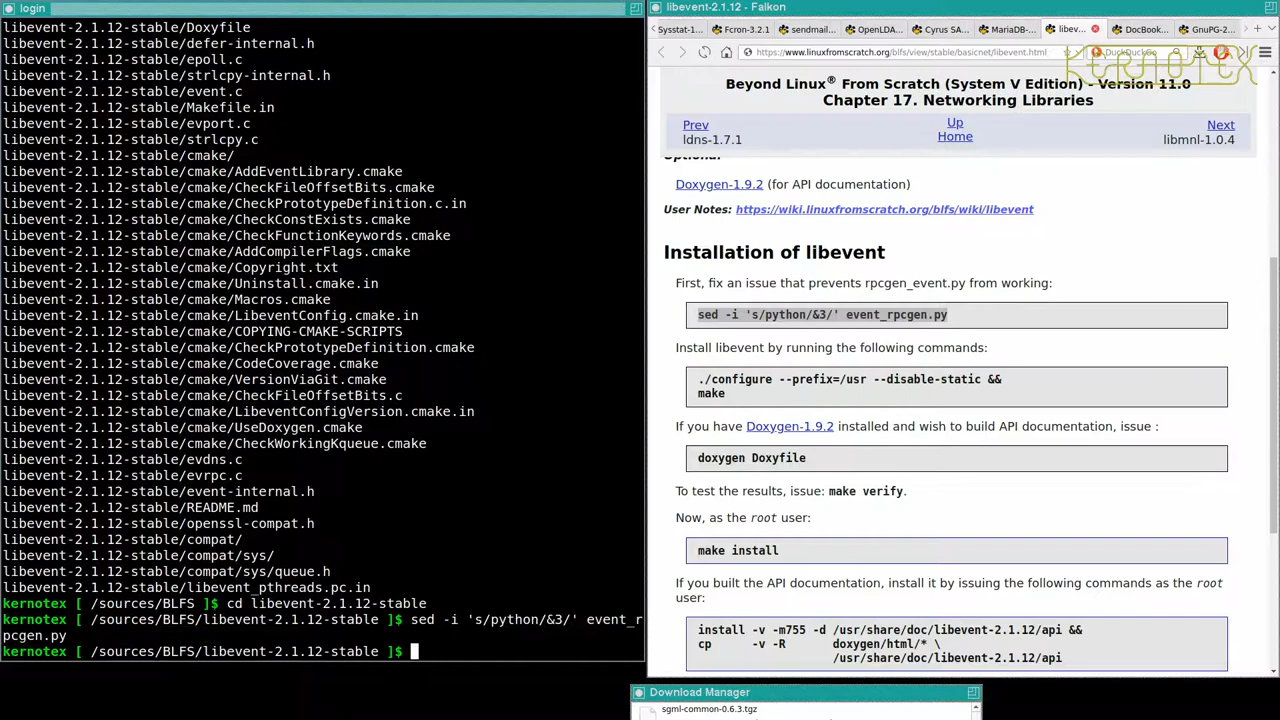 login
libevent-2.1.12-stable/Doxyfile
libevent-2.1.12-stable/defer-internal.h
libevent-2.1.12-stable/epoll.c
libevent-2.1.12-stable/strlcpy-internal.h
libevent-2.1.12-stable/event.c
libevent-2.1.12-stable/Makefile.in
libevent-2.1.12-stable/evport.c
libevent-2.1.12-stable/strlcpy.c
libevent-2.1.12-stable/cmake/
libevent-2.1.12-stable/cmake/AddEventLibrary.cmake
libevent-2.1.12-stable/cmake/CheckFileOffsetBits.cmake
libevent-2.1.12-stable/cmake/CheckPrototypeDefinition.c.in
libevent-2.1.12-stable/cmake/CheckConstExists.cmake
libevent-2.1.12-stable/cmake/CheckFunctionKeywords.cmake
libevent-2.1.12-stable/cmake/AddCompilerFlags.cmake
libevent-2.1.12-stable/cmake/Copyright.txt
libevent-2.1.12-stable/cmake/Uninstall.cmake.in
libevent-2.1.12-stable/cmake/Macros.cmake
libevent-2.1.12-stable/cmake/LibeventConfig.cmake.in
libevent-2.1.12-stable/cmake/COPYING-CMAKE-SCRIPTS
libevent-2.1.12-stable/cmake/CheckPrototypeDefinition.cmake
libevent-2.1.12-stable/cmake/CodeCoverage.cmake
libevent-2.1.12-stable/cmake/VersionViaGit.cmake
libevent-2.1.12-stable/cmake/CheckFileOffsetBits.c
libevent-2.1.12-stable/cmake/LibeventConfigVersion.cmake.in
libevent-2.1.12-stable/cmake/UseDoxygen.cmake
libevent-2.1.12-stable/cmake/CheckWorkingKqueue.cmake
libevent-2.1.12-stable/evdns.c
libevent-2.1.12-stable/evrpc.c
libevent-2.1.12-stable/event-internal.h
libevent-2.1.12-stable/README.md
libevent-2.1.12-stable/openssl-compat.h
libevent-2.1.12-stable/compat/
libevent-2.1.12-stable/compat/sys/
libevent-2.1.12-stable/compat/sys/queue.h
libevent-2.1.12-stable/libevent_pthreads.pc.in
kernotex [ /sources/BLFS ]$ cd libevent-2.1.12-stable
kernotex [ /sources/BLFS/libevent-2.1.12-stable ]$ sed -i 's/python/&3/' event_r
pcgen.py
kernotex [ /sources/BLFS/libevent-2.1.12-stable ]$
libevent-2.1.12 - Falkon
Sysstat-1... Fcron-3.2.1 sendmail... OpenLDA... Cyrus SA... MariaDB-... libev... DocBook... GnuPG-2...
https://www.linuxfromscratch.org/blfs/view/stable/basicnet/libevent.html DuckDuckGo
KERNOTEX
Beyond Linux® From Scratch (System V Edition) - Version 11.0
Chapter 17. Networking Libraries
Prev Up Next
ldns-1.7.1 Home libmnl-1.0.4
Optional
Doxygen-1.9.2 (for API documentation)
User Notes: https://wiki.linuxfromscratch.org/blfs/wiki/libevent
Installation of libevent
First, fix an issue that prevents rpcgen_event.py from working:
sed -i 's/python/&3/' event_rpcgen.py
Install libevent by running the following commands:
./configure --prefix=/usr --disable-static &&
make
If you have Doxygen-1.9.2 installed and wish to build API documentation, issue :
doxygen Doxyfile
To test the results, issue: make verify.
Now, as the root user:
make install
If you built the API documentation, install it by issuing the following commands as the root
user:
install -v -m755 -d /usr/share/doc/libevent-2.1.12/api &&
cp -v -R doxygen/html/* \
/usr/share/doc/libevent-2.1.12/api
Download Manager
sgml-common-0.6.3.tgz